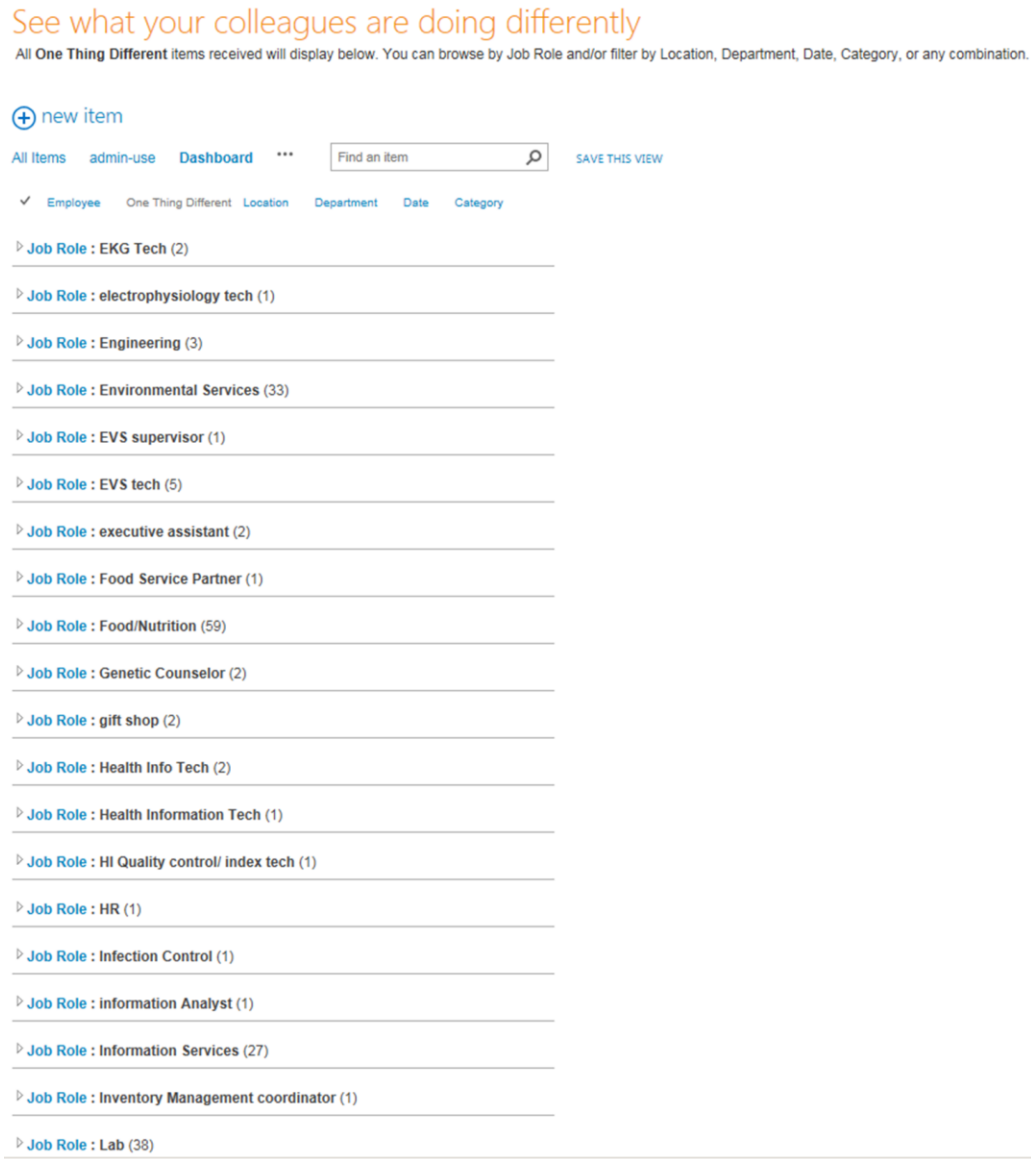 See what your colleagues are doing differently
All One Thing Different items received will display below. You can browse by Job Role and/or filter by Location, Department, Date, Category, or any combination.
new item
All Items admin-use Dashboard ••• Find an item SAVE THIS VIEW
Employee One Thing Different Location Department Date Category
Job Role : EKG Tech (2)
Job Role : electrophysiology tech (1)
Job Role : Engineering (3)
Job Role : Environmental Services (33)
Job Role : EVS supervisor (1)
Job Role : EVS tech (5)
Job Role : executive assistant (2)
Job Role : Food Service Partner (1)
Job Role : Food/Nutrition (59)
Job Role : Genetic Counselor (2)
Job Role : gift shop (2)
Job Role : Health Info Tech (2)
Job Role : Health Information Tech (1)
Job Role : HI Quality control/ index tech (1)
Job Role : HR (1)
Job Role : Infection Control (1)
Job Role : information Analyst (1)
Job Role : Information Services (27)
Job Role : Inventory Management coordinator (1)
Job Role : Lab (38)